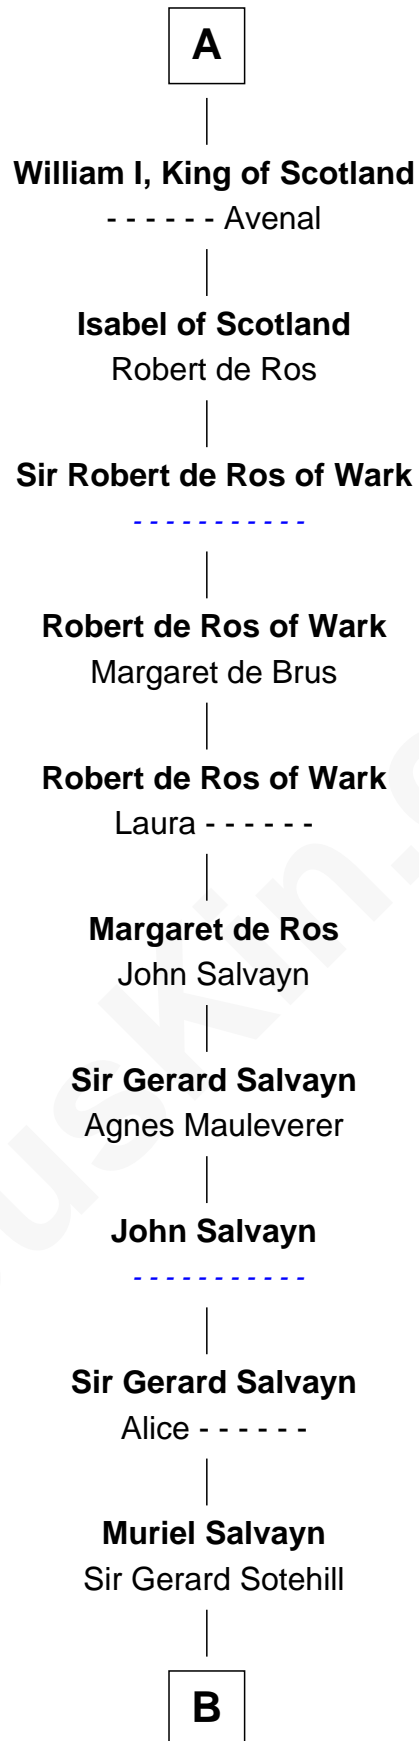 A
William I, King of Scotland
- - - - - - Avenal
Isabel of Scotland
Robert de Ros
Sir Robert de Ros of Wark
- - - - - - - - - - -
Robert de Ros of Wark
Margaret de Brus
Robert de Ros of Wark
Laura - - - - - -
Margaret de Ros
John Salvayn
Sir Gerard Salvayn
Agnes Mauleverer
John Salvayn
- - - - - - - - - - -
Sir Gerard Salvayn
Alice - - - - - -
Muriel Salvayn
Sir Gerard Sotehill
B